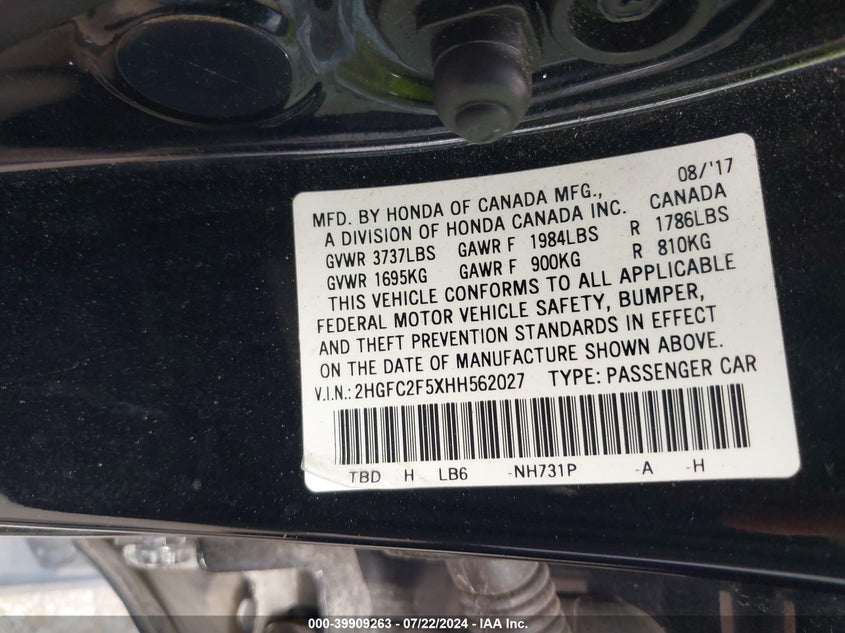 08/'17
MFD. BY HONDA OF CANADA MFG., CANADA
A DIVISION OF HONDA CANADA INC.
GVWR 3737LBS GAWR F 1984LBS R 1786LBS
GVWR 1695KG GAWR F 900KG R 810KG
THIS VEHICLE CONFORMS TO ALL APPLICABLE
FEDERAL MOTOR VEHICLE SAFETY, BUMPER,
AND THEFT PREVENTION STANDARDS IN EFFECT
ON THE DATE OF MANUFACTURE SHOWN ABOVE.
V.I.N.: 2HGFC2F5XHH562027 TYPE: PASSENGER CAR
TBD H LB6 -NH731P -A -H
000-39909263 - 07/22/2024 - IAA Inc.